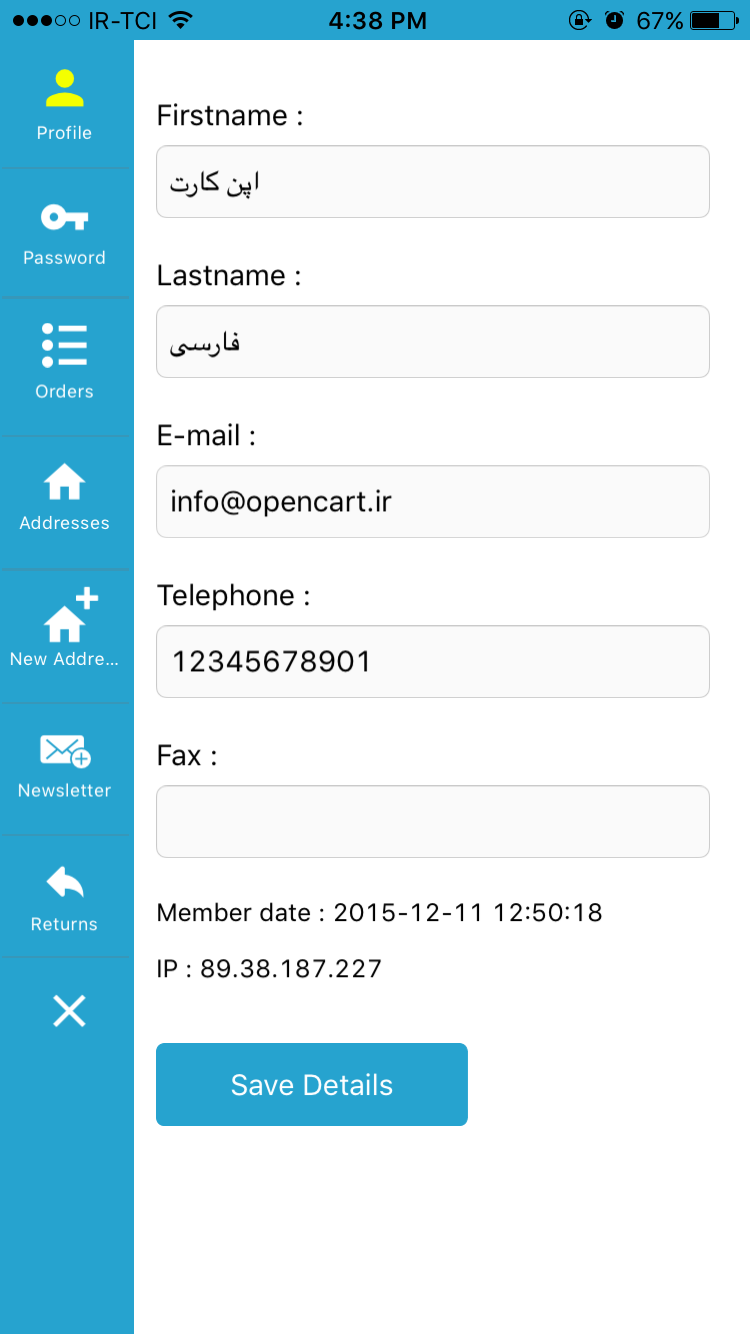 IR-TCI 4:38 PM 67%
Profile
Password
Orders
Addresses
New Addre...
Newsletter
Returns
Firstname :
اپن کارت
Lastname :
فارسی
E-mail :
info@opencart.ir
Telephone :
12345678901
Fax :
Member date : 2015-12-11 12:50:18
IP : 89.38.187.227
Save Details